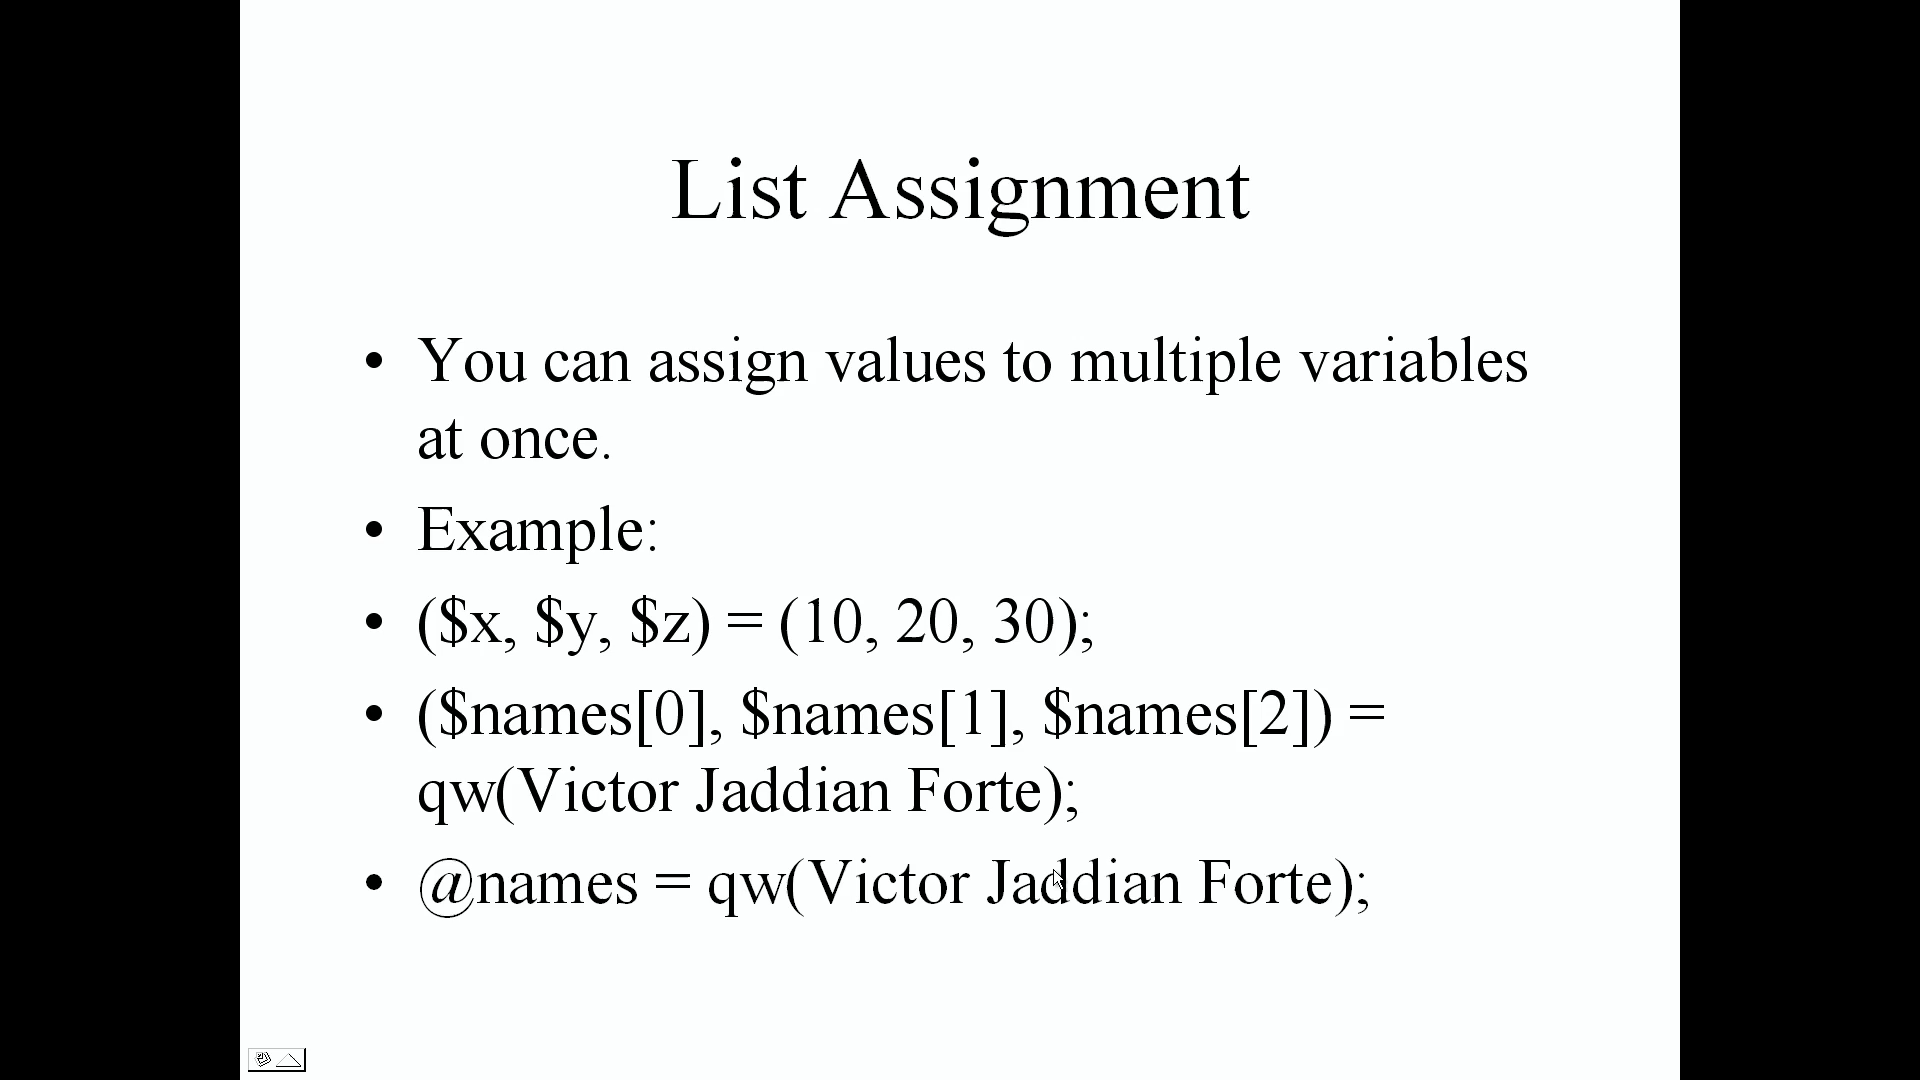 List Assignment
• You can assign values to multiple variables
at once.
• Example:
• ($x, $y, $z) = (10, 20, 30);
• ($names[0], $names[1], $names[2]) =
qw(Victor Jaddian Forte);
• @names = qw(Victor Jaddian Forte);